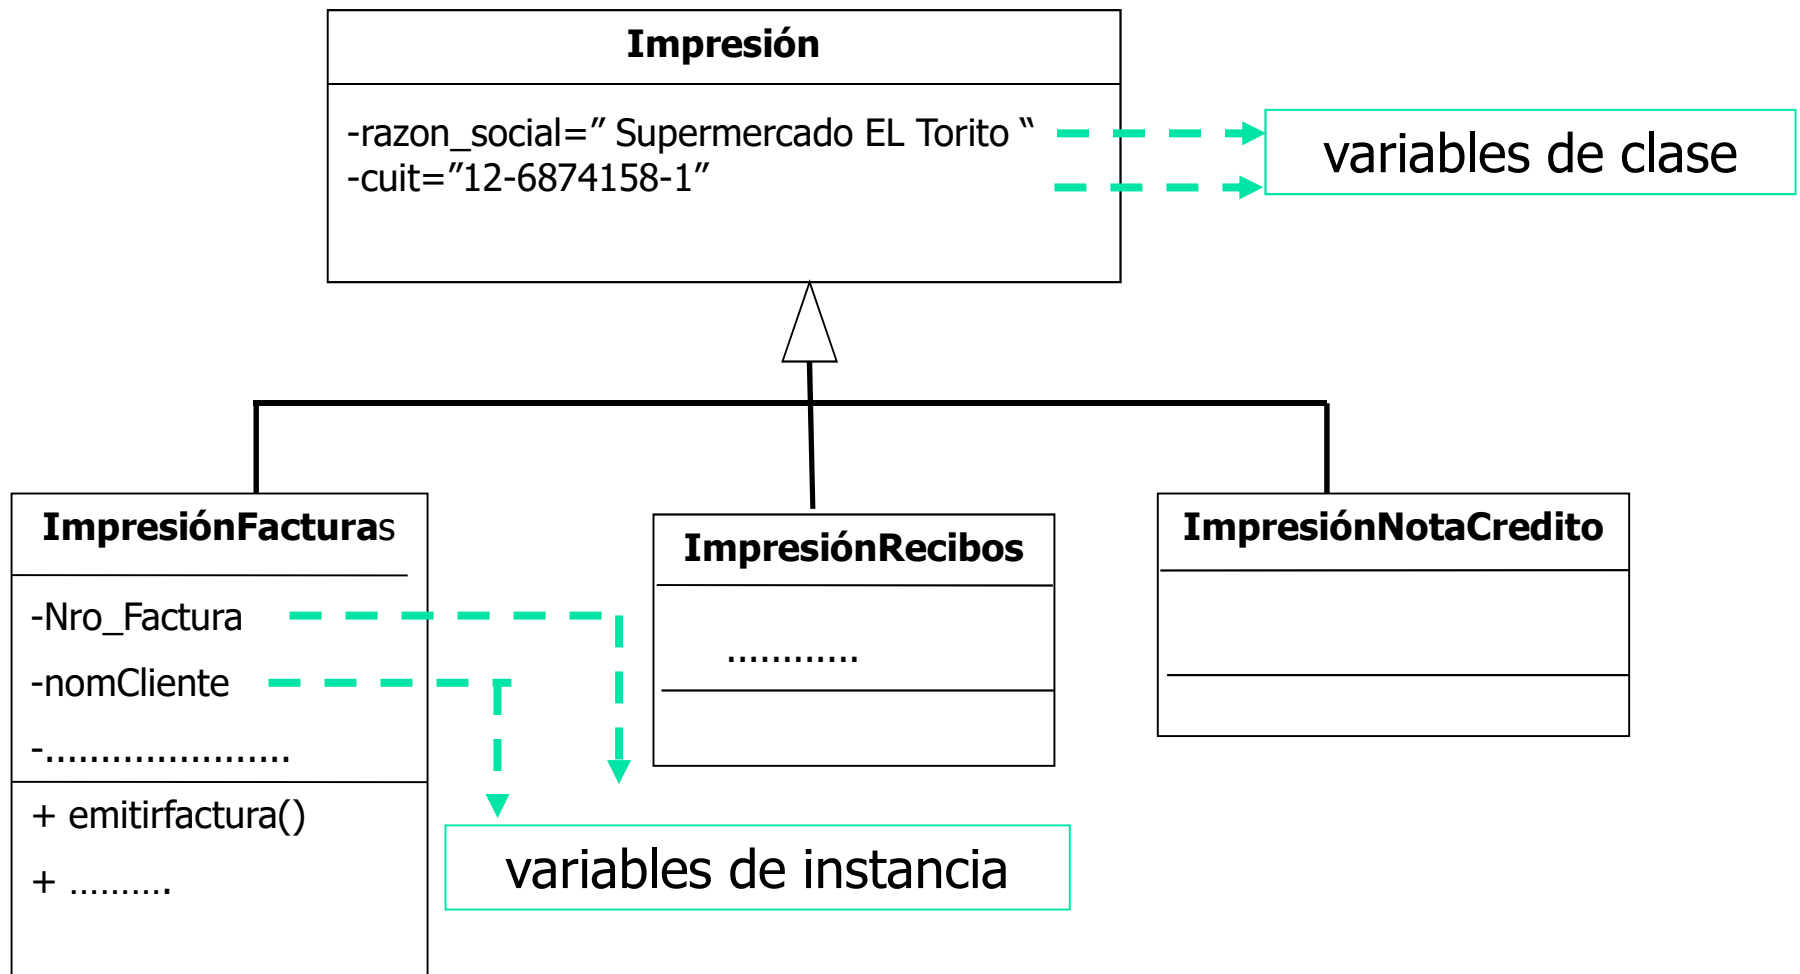 Impresión
-razon_social=” Supermercado EL Torito “
-cuit=”12-6874158-1”
variables de clase
ImpresiónFacturas
-Nro_Factura
-nomCliente
-......................
+ emitirfactura()
+ ..........
ImpresiónRecibos
............
ImpresiónNotaCredito
variables de instancia